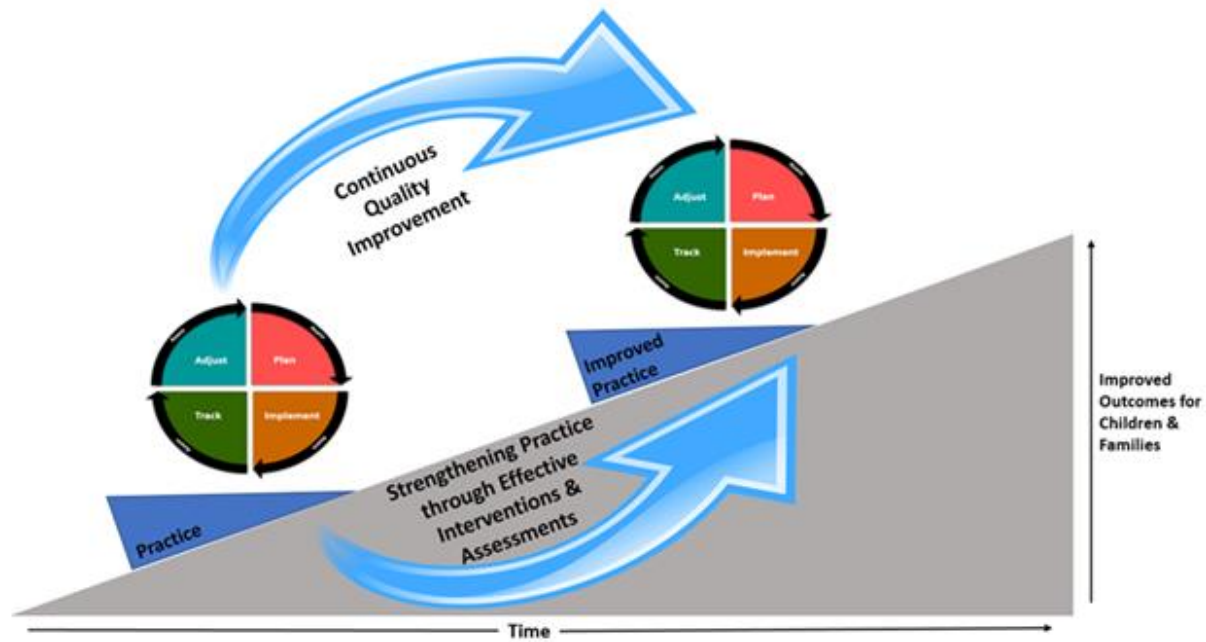 Continuous
Quality
Improvement
Adjust
Plan
Track
Implement
Adjust
Plan
Track
Implement
Improved
Practice
Practice
Strengthening Practice
through Effective
Interventions &
Assessments
Improved
Outcomes for
Children &
Families
Time